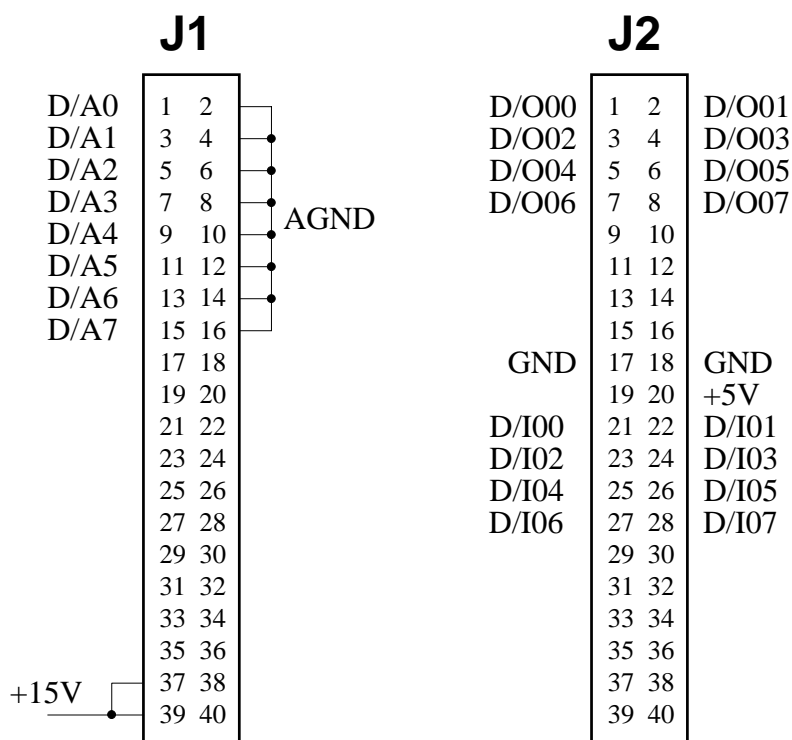 J1 J2
D/A0 1 2 D/O00 1 2 D/O01
D/A1 3 4 D/O02 3 4 D/O03
D/A2 5 6 D/O04 5 6 D/O05
D/A3 7 8 AGND D/O06 7 8 D/O07
D/A4 9 10 9 10
D/A5 11 12 11 12
D/A6 13 14 13 14
D/A7 15 16 15 16
17 18 GND 17 18 GND
19 20 19 20 +5V
21 22 D/I00 21 22 D/I01
23 24 D/I02 23 24 D/I03
25 26 D/I04 25 26 D/I05
27 28 D/I06 27 28 D/I07
29 30 29 30
31 32 31 32
33 34 33 34
35 36 35 36
+15V 37 38 37 38
39 40 39 40